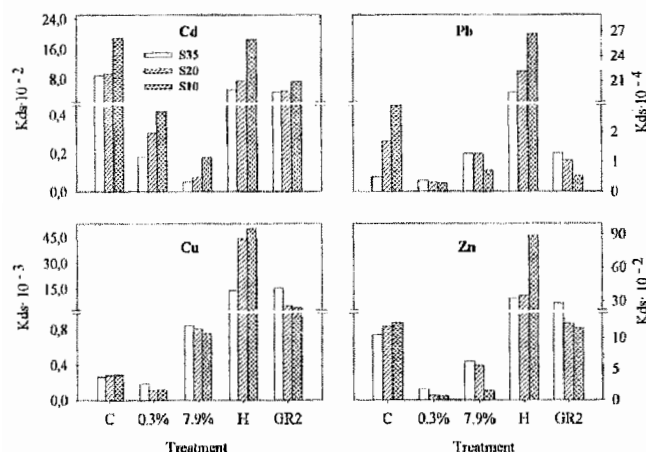 Cd
S35
S20
S10
24,0
16,0
8,0
0,4
0,2
0,0
Kds·10 - 2
Pb
27
26
21
2
1
0
Kds·10 - 4
Cu
45,0
15,0
0,8
0,4
0,0
Kds·10 - 3
Zn
90
60
30
10
5
0
Kds·10 - 2
C 0.3% 7.9% H GR2
Treatment
C 0.3% 7.9% H GR2
Treatment